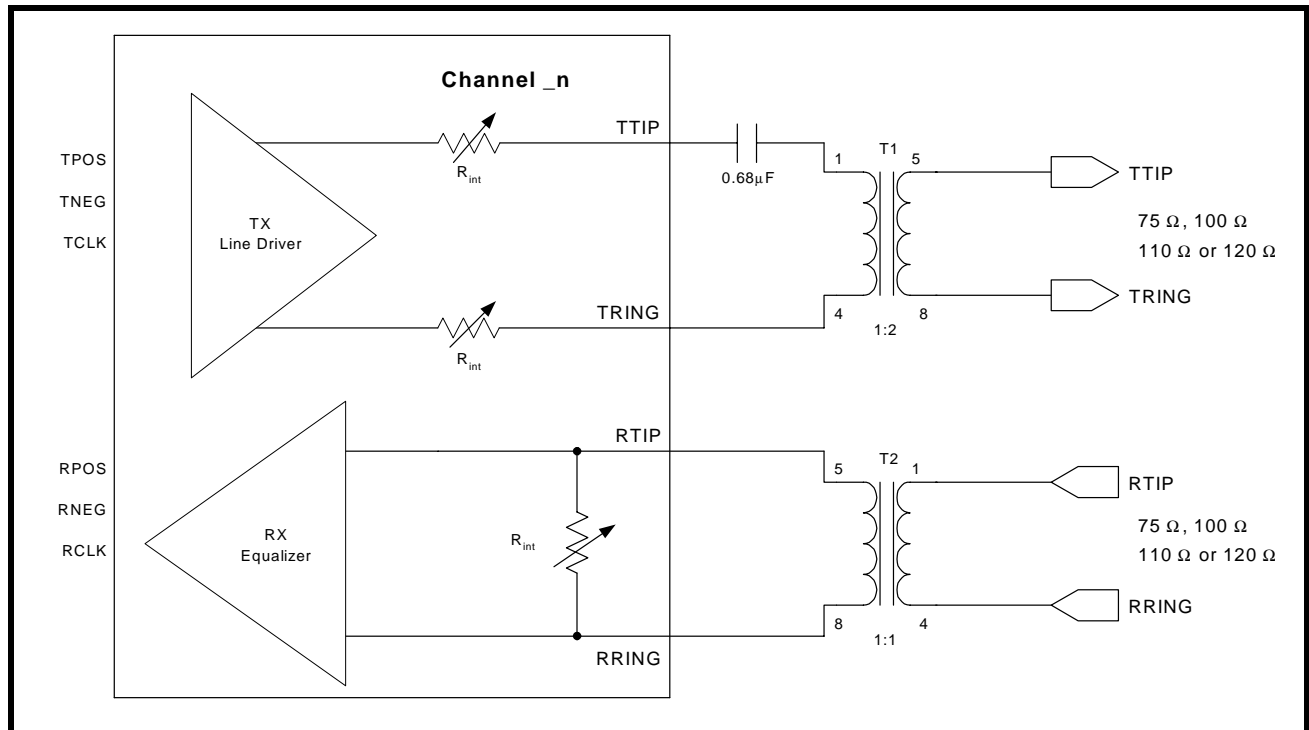 Channel _n
TPOS
TNEG
TCLK
TX
Line Driver
R int
TTIP
0.68µF
1
T1
5
TTIP
75 Ω, 100 Ω
110 Ω or 120 Ω
R int
TRING
4
1:2
8
TRING
RPOS
RNEG
RCLK
RX
Equalizer
R int
RTIP
5
T2
1
RTIP
75 Ω, 100 Ω
110 Ω or 120 Ω
RRING
8
1:1
4
RRING